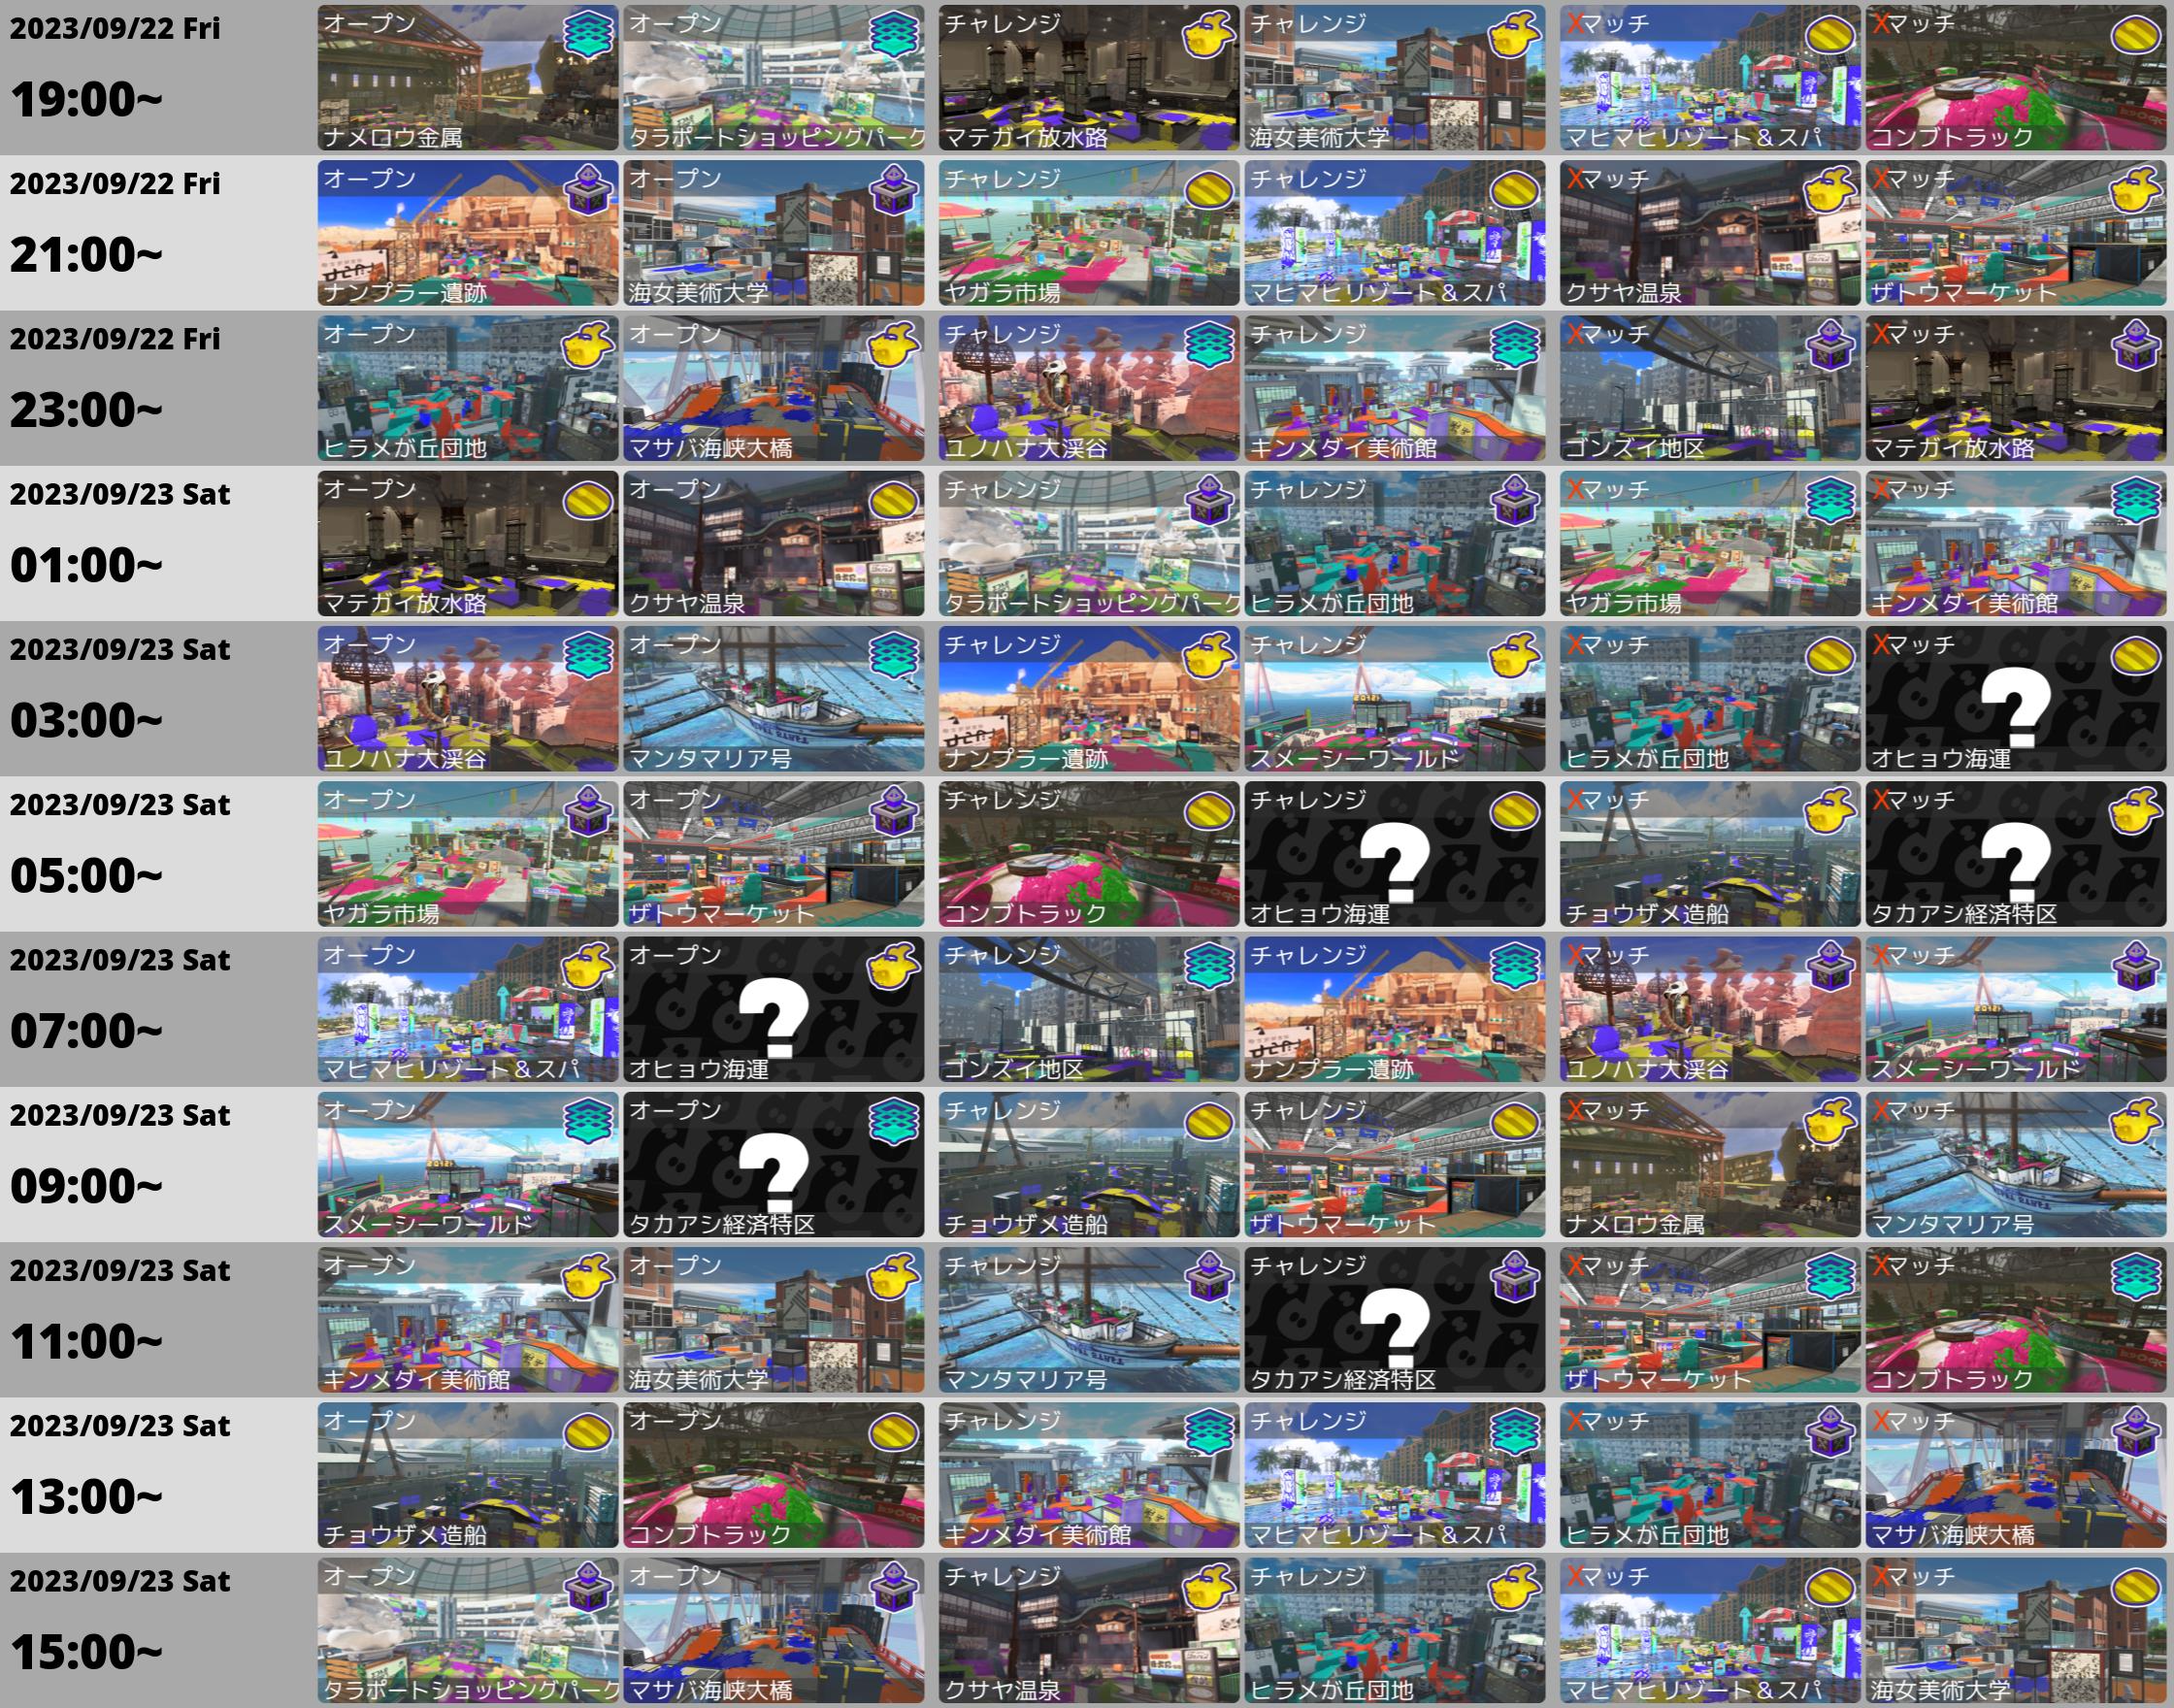 2023/09/22 Fri
19:00~
オープン オープン チャレンジ チャレンジ Xマッチ Xマッチ
ナメロウ金属 タラポートショッピングパーク マテガイ放水路 海女美術大学 マヒマヒリゾート＆スパ コンブトラック
2023/09/22 Fri
21:00~
オープン オープン チャレンジ チャレンジ Xマッチ Xマッチ
ナンプラー遺跡 海女美術大学 ヤガラ市場 マヒマヒリゾート＆スパ クサヤ温泉 ザトウマーケット
2023/09/22 Fri
23:00~
オープン オープン チャレンジ チャレンジ Xマッチ Xマッチ
ヒラメが丘団地 マサバ海峡大橋 ユノハナ大渓谷 キンメダイ美術館 ゴンズイ地区 マテガイ放水路
2023/09/23 Sat
01:00~
オープン オープン チャレンジ チャレンジ Xマッチ Xマッチ
マテガイ放水路 クサヤ温泉 タラポートショッピングパーク ヒラメが丘団地 ヤガラ市場 キンメダイ美術館
2023/09/23 Sat
03:00~
オープン オープン チャレンジ チャレンジ Xマッチ Xマッチ
ユノハナ大渓谷 マンタマリア号 ナンプラー遺跡 スメーシーワールド ヒラメが丘団地 オヒョウ海運
2023/09/23 Sat
05:00~
オープン オープン チャレンジ チャレンジ Xマッチ Xマッチ
ヤガラ市場 ザトウマーケット コンブトラック オヒョウ海運 チョウザメ造船 タカアシ経済特区
2023/09/23 Sat
07:00~
オープン オープン チャレンジ チャレンジ Xマッチ Xマッチ
マヒマヒリゾート＆スパ オヒョウ海運 ゴンズイ地区 ナンプラー遺跡 ユノハナ大渓谷 スメーシーワールド
2023/09/23 Sat
09:00~
オープン オープン チャレンジ チャレンジ Xマッチ Xマッチ
スメーシーワールド タカアシ経済特区 チョウザメ造船 ザトウマーケット ナメロウ金属 マンタマリア号
2023/09/23 Sat
11:00~
オープン オープン チャレンジ チャレンジ Xマッチ Xマッチ
キンメダイ美術館 海女美術大学 マンタマリア号 タカアシ経済特区 ザトウマーケット コンブトラック
2023/09/23 Sat
13:00~
オープン オープン チャレンジ チャレンジ Xマッチ Xマッチ
チョウザメ造船 コンブトラック キンメダイ美術館 マヒマヒリゾート＆スパ ヒラメが丘団地 マサバ海峡大橋
2023/09/23 Sat
15:00~
オープン オープン チャレンジ チャレンジ Xマッチ Xマッチ
タラポートショッピングパーク マサバ海峡大橋 クサヤ温泉 ヒラメが丘団地 マヒマヒリゾート＆スパ 海女美術大学